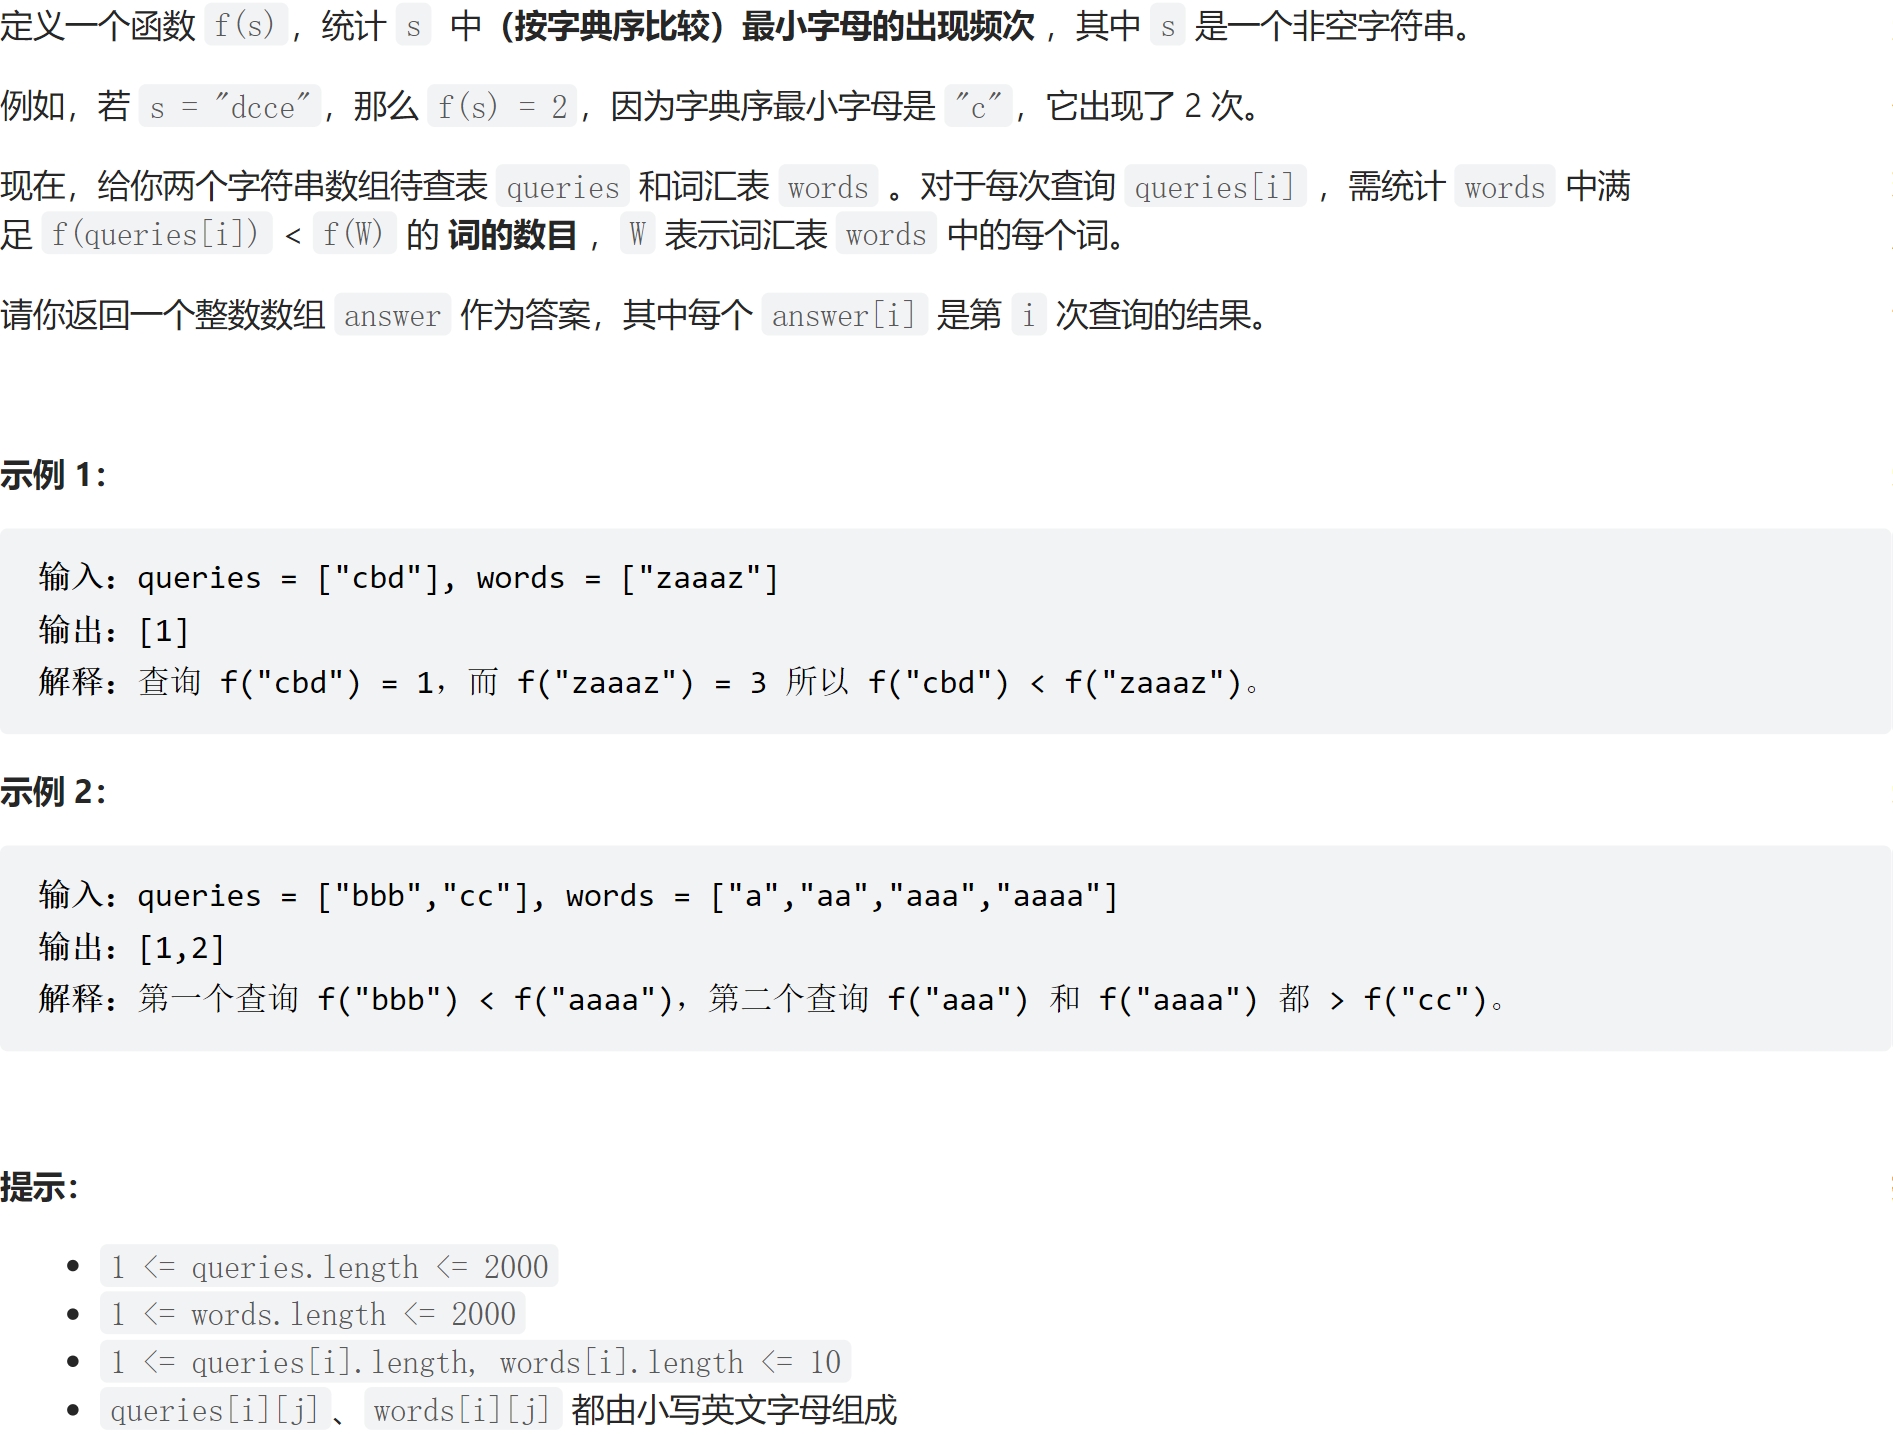 定义一个函数 f(s)，统计 s 中（按字典序比较）最小字母的出现频次 ，其中 s 是一个非空字符串。
例如，若 s = "dcce"，那么 f(s) = 2，因为字典序最小字母是 "c"，它出现了 2 次。
现在，给你两个字符串数组待查表 queries 和词汇表 words 。对于每次查询 queries[i] ，需统计 words 中满
足 f(queries[i]) < f(W) 的 词的数目 ，W 表示词汇表 words 中的每个词。
请你返回一个整数数组 answer 作为答案，其中每个 answer[i] 是第 i 次查询的结果。
示例 1：
输入：queries = ["cbd"], words = ["zaaaz"]
输出：[1]
解释：查询 f("cbd") = 1，而 f("zaaaz") = 3 所以 f("cbd") < f("zaaaz")。
示例 2：
输入：queries = ["bbb","cc"], words = ["a","aa","aaa","aaaa"]
输出：[1,2]
解释：第一个查询 f("bbb") < f("aaaa")，第二个查询 f("aaa") 和 f("aaaa") 都 > f("cc")。
提示：
• 1 <= queries.length <= 2000
• 1 <= words.length <= 2000
• 1 <= queries[i].length, words[i].length <= 10
• queries[i][j]、words[i][j] 都由小写英文字母组成